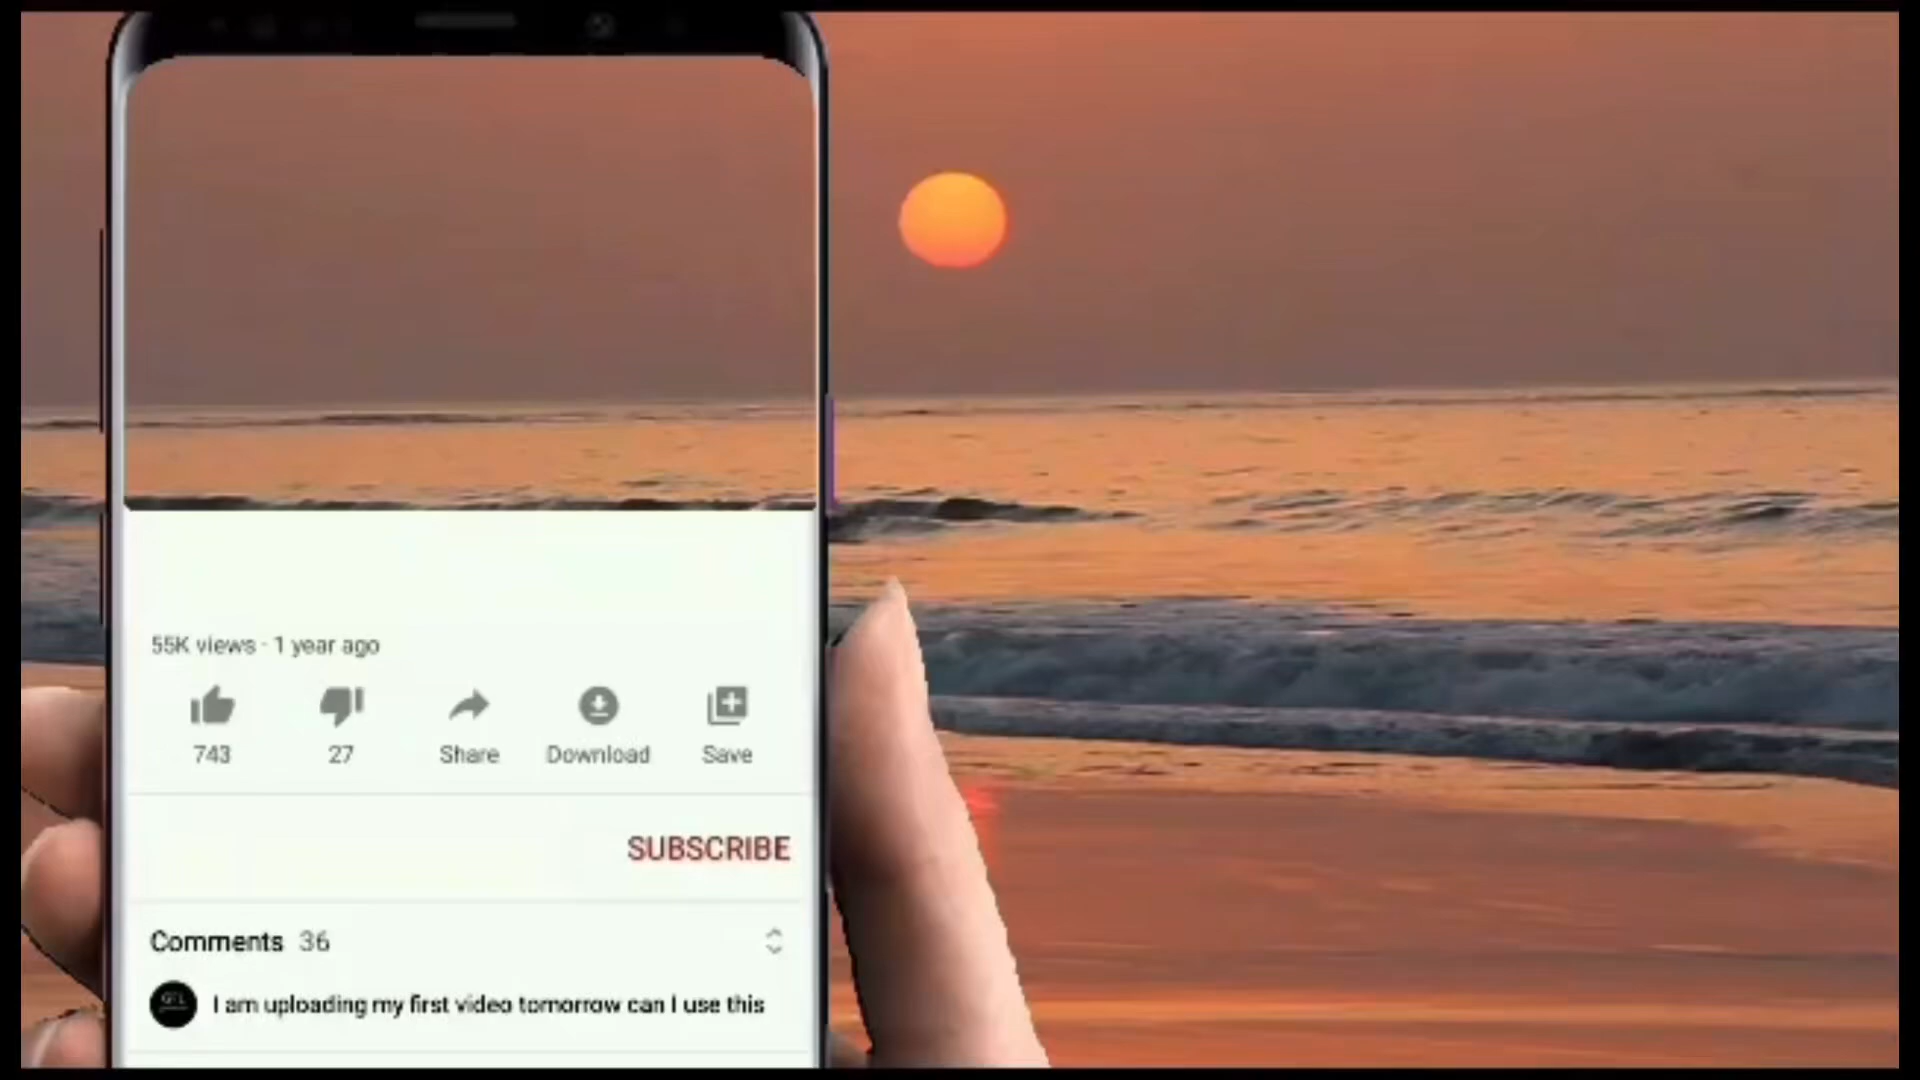 55K views · 1 year ago
743
27
Share
Download
Save
SUBSCRIBE
Comments 36
I am uploading my first video tomorrow can I use this